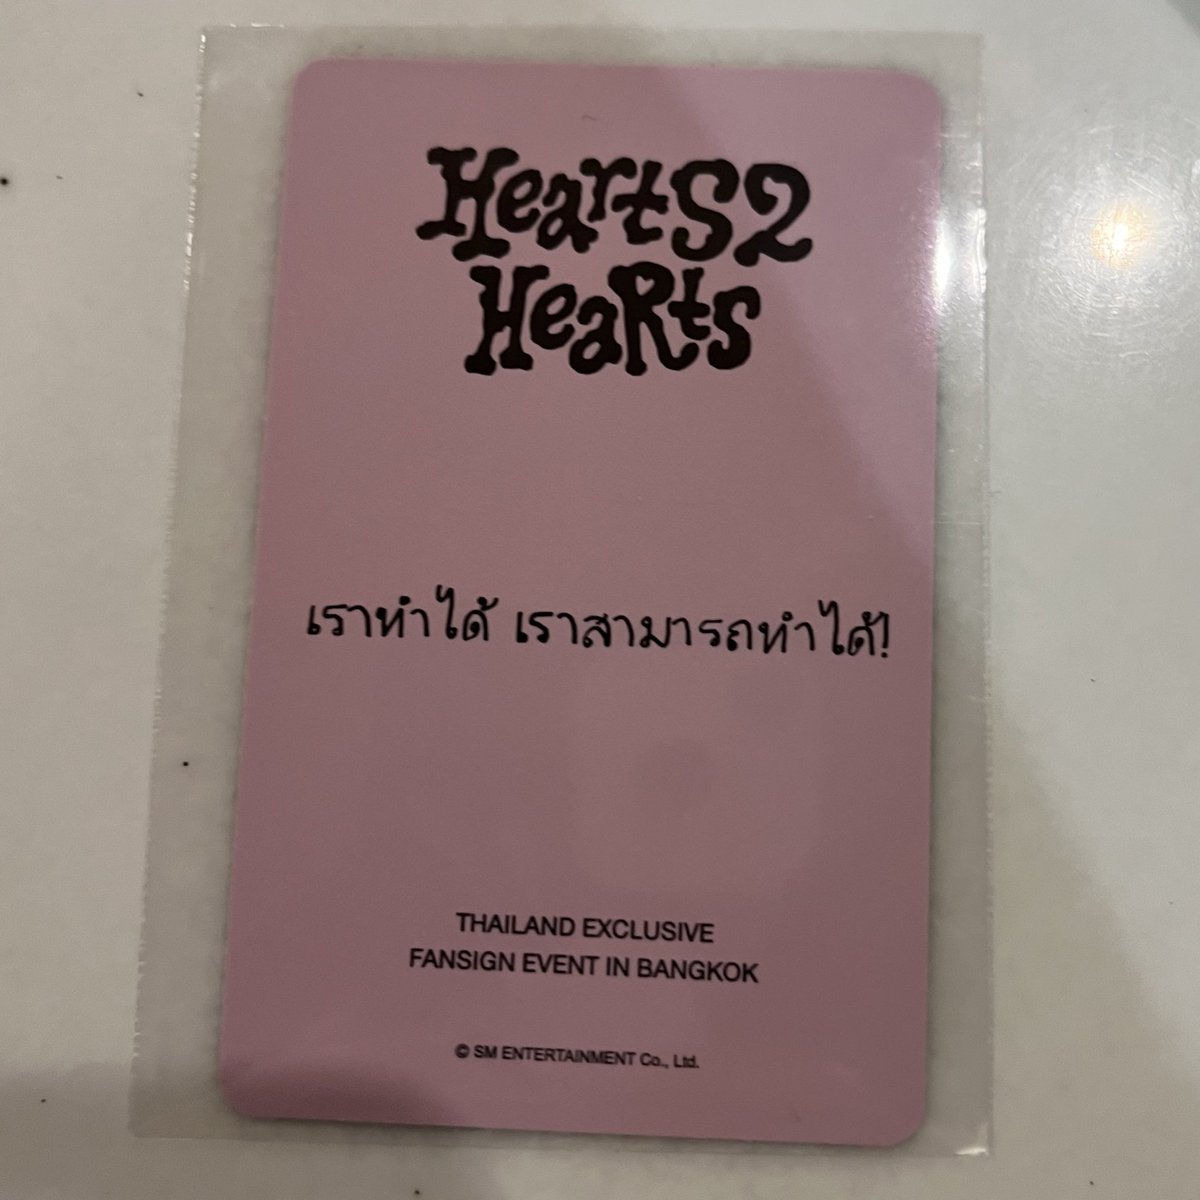 HeartS2
HeaRts
เราทำได้ เราสามารถทำได้!
THAILAND EXCLUSIVE
FANSIGN EVENT IN BANGKOK
© SM ENTERTAINMENT Co., Ltd.